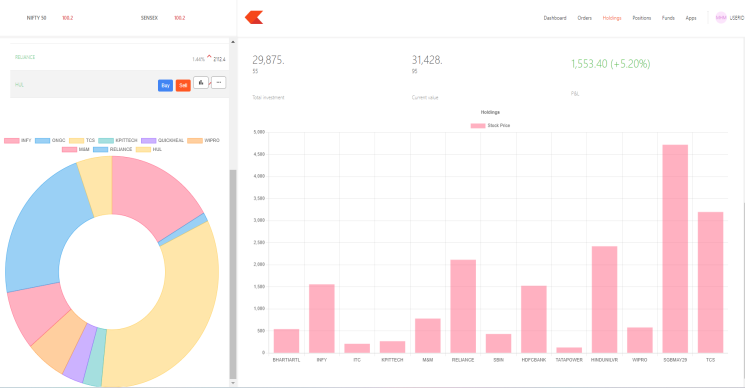 NIFTY 50 100.2 SENSEX 100.2
Dashboard Orders Holdings Positions Funds Apps USERID
RELIANCE 1.44% 2112.4
HUL Buy Sell ...
INFY ONGC TCS KPITTECH QUICKHEAL WIPRO
M&M RELIANCE HUL
29,875.
55
Total investment
31,428.
95
Current value
1,553.40 (+5.20%)
P&L
Holdings
Stock Price
5,000
4,500
4,000
3,500
3,000
2,500
2,000
1,500
1,000
500
0
BHARTIARTL INFY ITC KPITTECH M&M RELIANCE SBIN HDFCBANK TATAPOWER HINDUNILVR WIPRO SGBMAY29 TCS